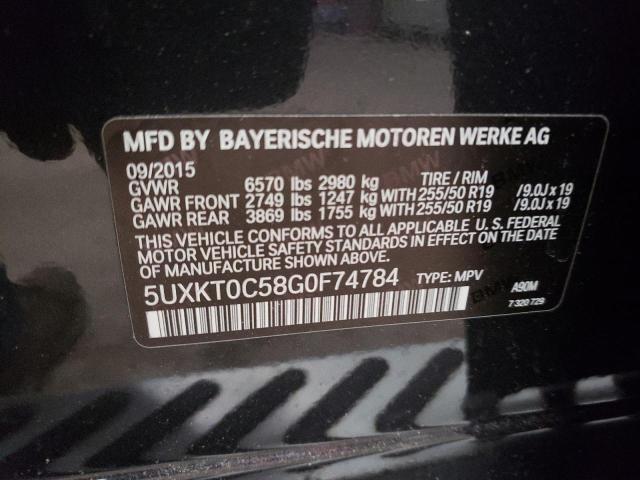 MFD BY BAYERISCHE MOTOREN WERKE AG
09/2015 TIRE / RIM
GVWR 6570 lbs 2980 kg
GAWR FRONT 2749 lbs 1247 kg WITH 255/50 R19 /9.0J x 19
GAWR REAR 3869 lbs 1755 kg WITH 255/50 R19 /9.0J x 19
THIS VEHICLE CONFORMS TO ALL APPLICABLE U. S. FEDERAL
MOTOR VEHICLE SAFETY STANDARDS IN EFFECT ON THE DATE
OF MANUFACTURE SHOWN ABOVE.
5UXKT0C58G0F74784 TYPE: MPV A90M
7 320 729